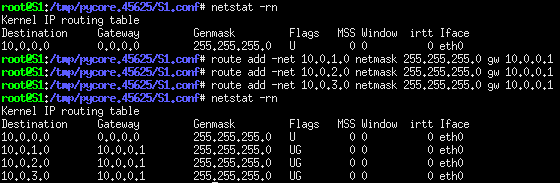 root@S1:/tmp/pycore.45625/S1.conf# netstat -rn
Kernel IP routing table
Destination Gateway Genmask Flags MSS Window irtt Iface
10.0.0.0 0.0.0.0 255.255.255.0 U 0 0 0 eth0
root@S1:/tmp/pycore.45625/S1.conf# route add -net 10.0.1.0 netmask 255.255.255.0 gw 10.0.0.1
root@S1:/tmp/pycore.45625/S1.conf# route add -net 10.0.2.0 netmask 255.255.255.0 gw 10.0.0.1
root@S1:/tmp/pycore.45625/S1.conf# route add -net 10.0.3.0 netmask 255.255.255.0 gw 10.0.0.1
root@S1:/tmp/pycore.45625/S1.conf# netstat -rn
Kernel IP routing table
Destination Gateway Genmask Flags MSS Window irtt Iface
10.0.0.0 0.0.0.0 255.255.255.0 U 0 0 0 eth0
10.0.1.0 10.0.0.1 255.255.255.0 UG 0 0 0 eth0
10.0.2.0 10.0.0.1 255.255.255.0 UG 0 0 0 eth0
10.0.3.0 10.0.0.1 255.255.255.0 UG 0 0 0 eth0